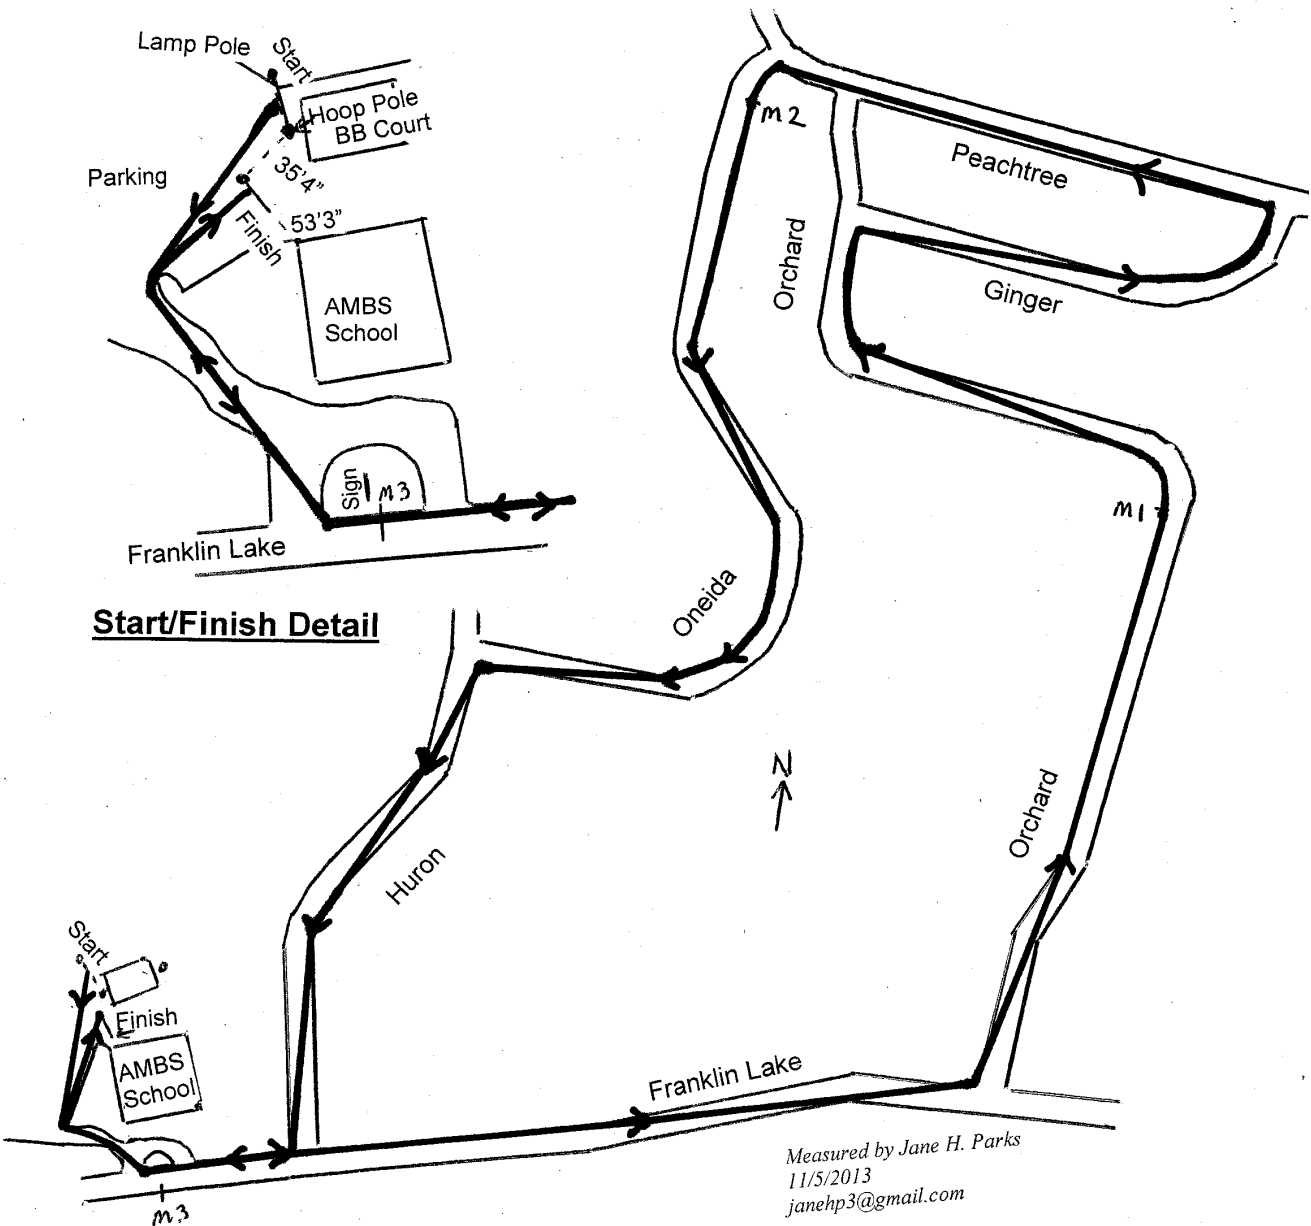 Lamp Pole
Start
Hoop Pole
BB Court
Parking
35'4"
53'3"
Finish
AMBS
School
Sign
M3
Franklin Lake
Start/Finish Detail
M2
Peachtree
Orchard
Ginger
M1
Oneida
N
Orchard
Huron
Start
Finish
AMBS
School
Franklin Lake
M3
Measured by Jane H. Parks
11/5/2013
janehp3@gmail.com